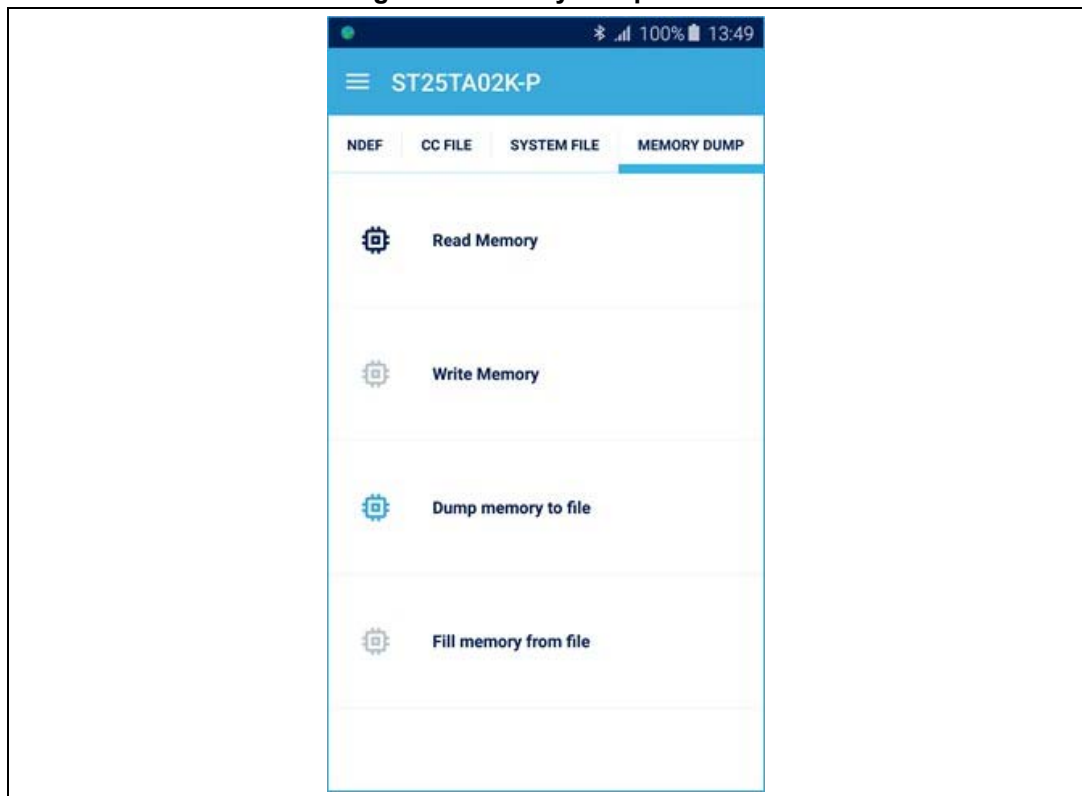 100% 13:49
ST25TA02K-P
NDEF CC FILE SYSTEM FILE MEMORY DUMP
Read Memory
Write Memory
Dump memory to file
Fill memory from file